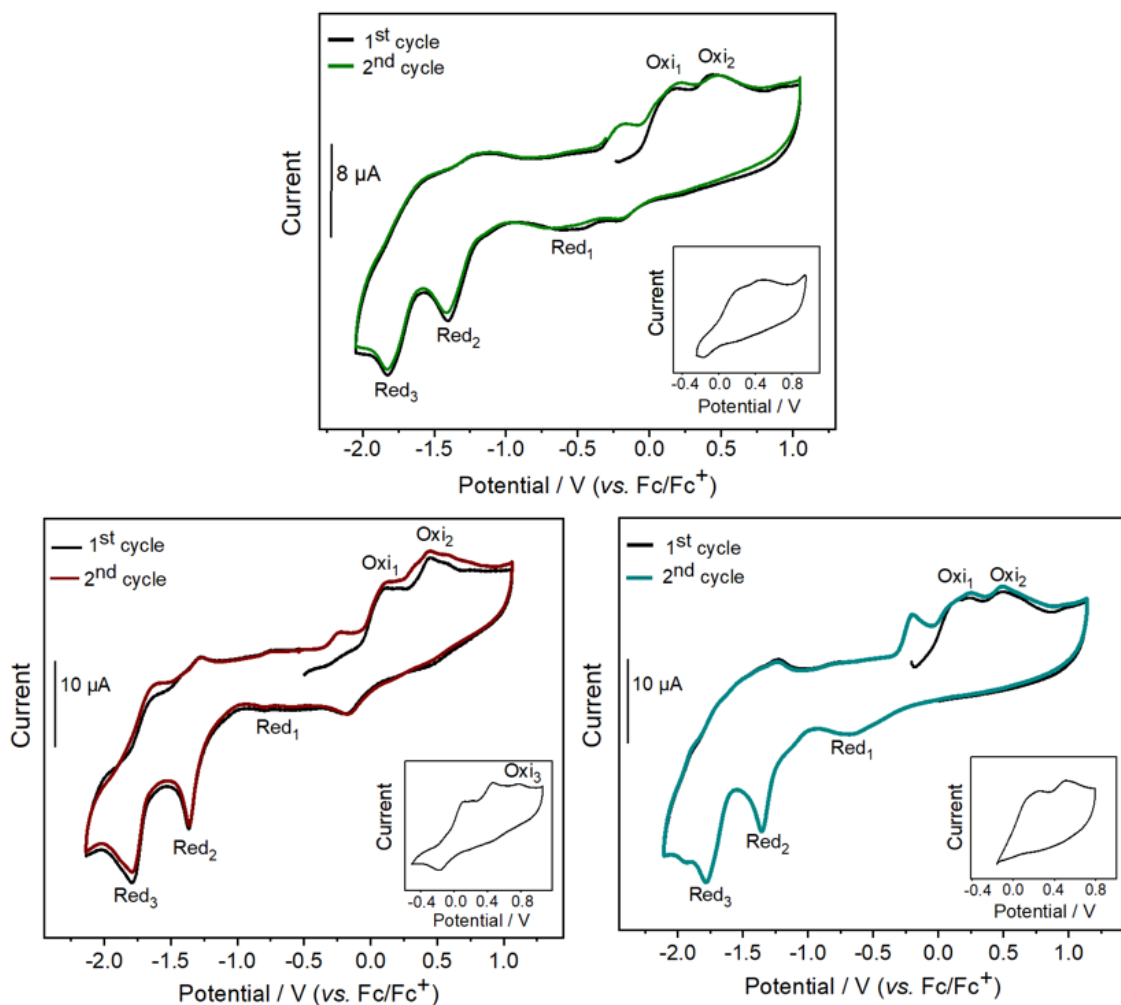 1st cycle
2nd cycle
Oxi1
Oxi2
8 µA
Current
Red1
Red2
Red3
Current
-0.4 0.0 0.4 0.8
Potential / V
-2.0 -1.5 -1.0 -0.5 0.0 0.5 1.0
Potential / V (vs. Fc/Fc+)
1st cycle
2nd cycle
Oxi1
Oxi2
10 µA
Current
Red1
Red2
Red3
Oxi3
Current
-0.4 0.0 0.4 0.8
Potential / V
-2.0 -1.5 -1.0 -0.5 0.0 0.5 1.0
Potential / V (vs. Fc/Fc+)
1st cycle
2nd cycle
Oxi1
Oxi2
10 µA
Current
Red1
Red2
Red3
Current
-0.4 0.0 0.4 0.8
Potential / V
-2.0 -1.5 -1.0 -0.5 0.0 0.5 1.0
Potential / V (vs. Fc/Fc+)